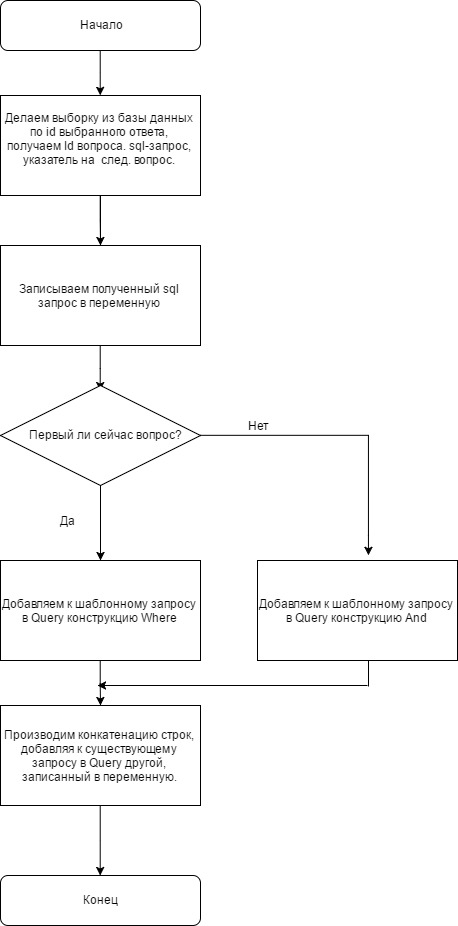 Начало
Делаем выборку из базы данных
по id выбранного ответа,
получаем Id вопроса. sql-запрос,
указатель на след. вопрос.
Записываем полученный sql
запрос в переменную
Первый ли сейчас вопрос?
Нет
Да
Добавляем к шаблонному запросу
в Query конструкцию Where
Добавляем к шаблонному запросу
в Query конструкцию And
Производим конкатенацию строк,
добавляя к существующему
запросу в Query другой,
записанный в переменную.
Конец